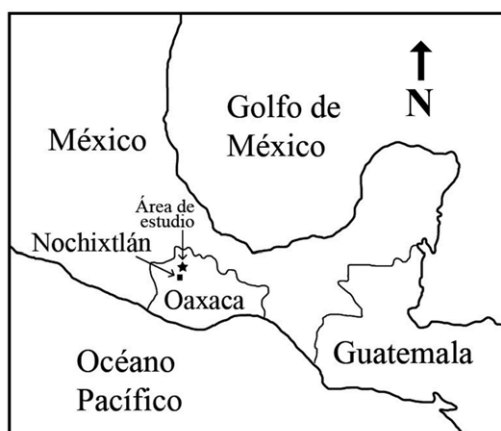 Golfo de
México
N
México
Área de
estudio
Nochixtlán
Oaxaca
Guatemala
Océano
Pacífico